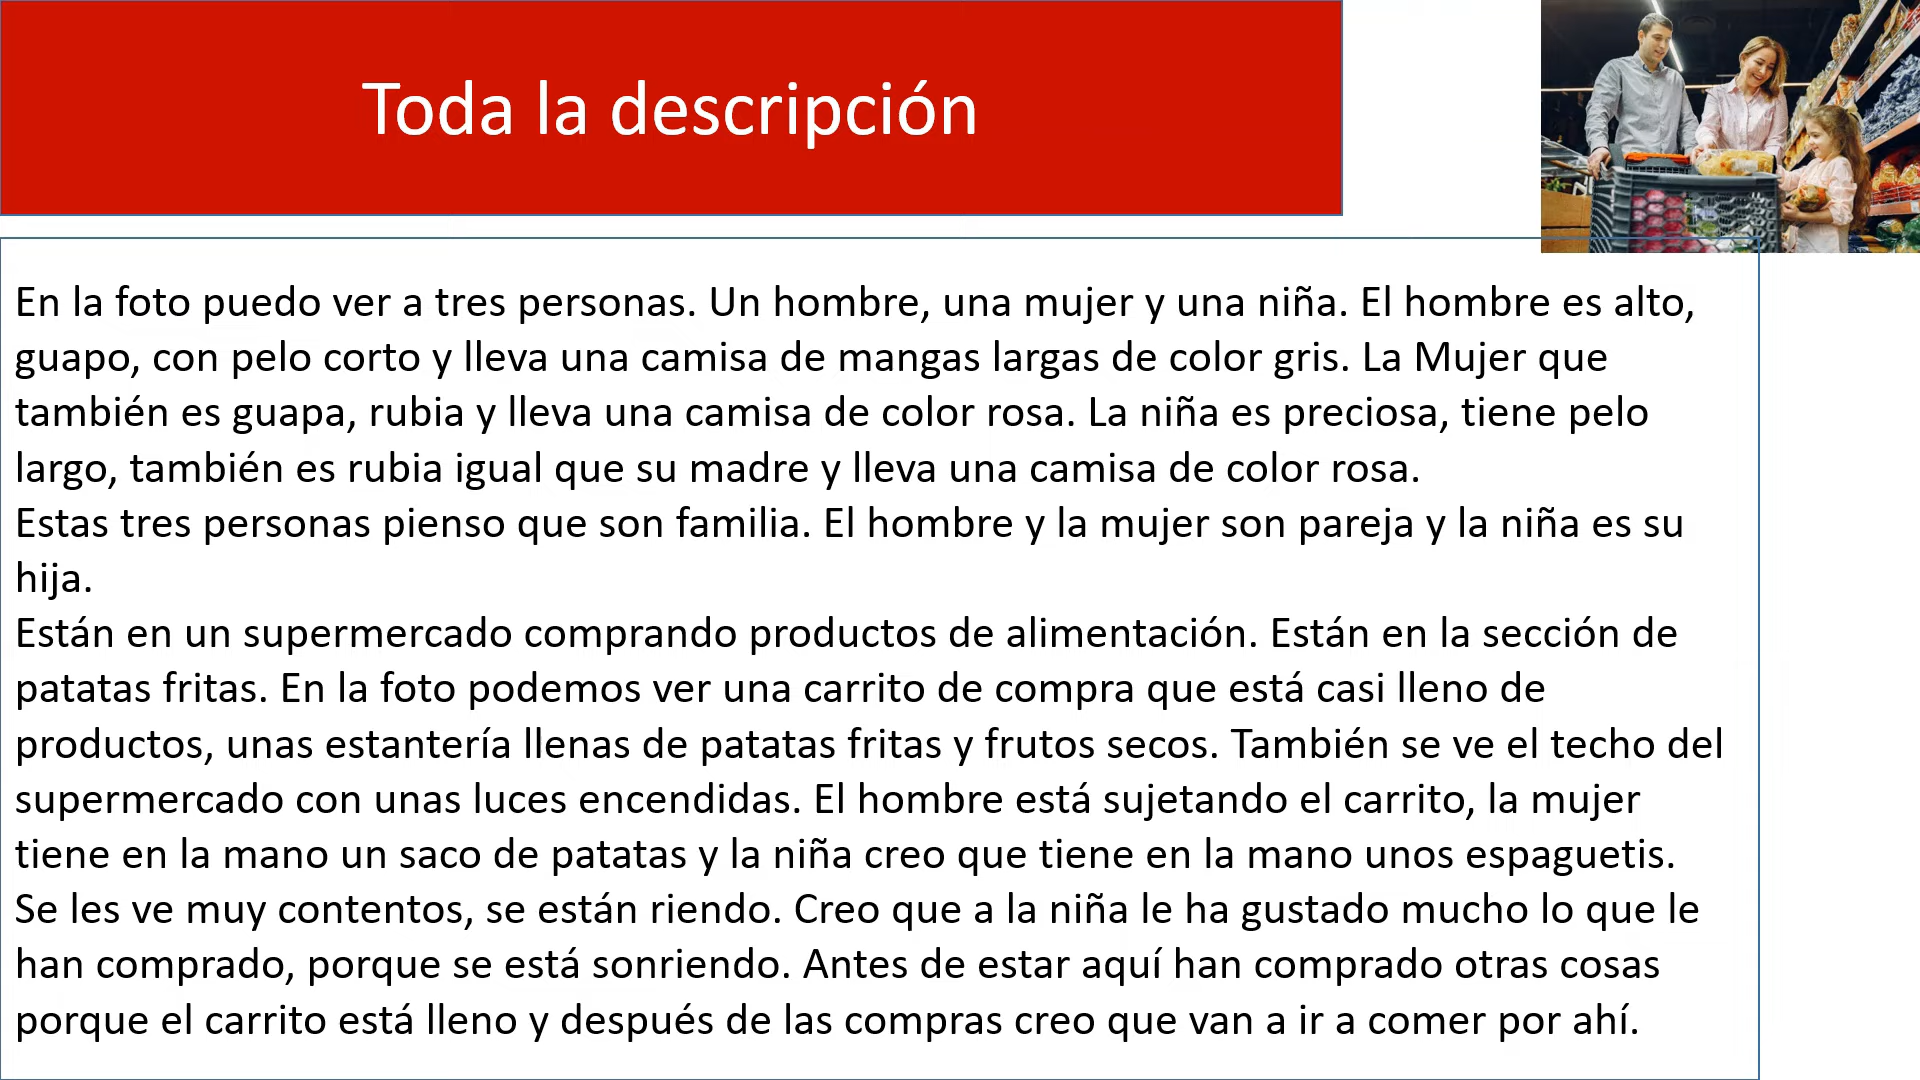 Toda la descripción
En la foto puedo ver a tres personas. Un hombre, una mujer y una niña. El hombre es alto,
guapo, con pelo corto y lleva una camisa de mangas largas de color gris. La Mujer que
también es guapa, rubia y lleva una camisa de color rosa. La niña es preciosa, tiene pelo
largo, también es rubia igual que su madre y lleva una camisa de color rosa.
Estas tres personas pienso que son familia. El hombre y la mujer son pareja y la niña es su
hija.
Están en un supermercado comprando productos de alimentación. Están en la sección de
patatas fritas. En la foto podemos ver una carrito de compra que está casi lleno de
productos, unas estantería llenas de patatas fritas y frutos secos. También se ve el techo del
supermercado con unas luces encendidas. El hombre está sujetando el carrito, la mujer
tiene en la mano un saco de patatas y la niña creo que tiene en la mano unos espaguetis.
Se les ve muy contentos, se están riendo. Creo que a la niña le ha gustado mucho lo que le
han comprado, porque se está sonriendo. Antes de estar aquí han comprado otras cosas
porque el carrito está lleno y después de las compras creo que van a ir a comer por ahí.